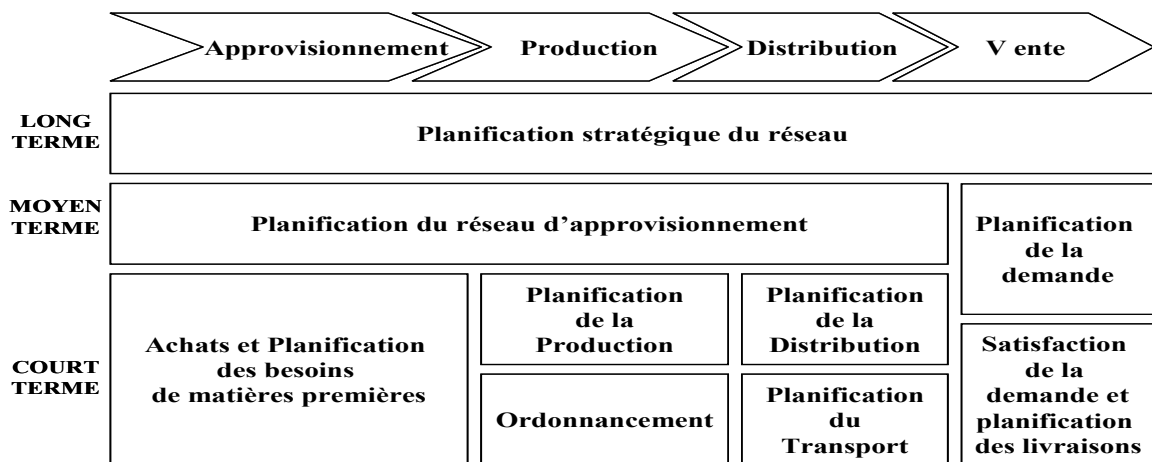 Approvisionnement
Production
Distribution
V ente
LONG
TERME
Planification stratégique du réseau
MOYEN
TERME
Planification du réseau d'approvisionnement
Planification
de la
demande
COURT
TERME
Achats et Planification
des besoins
de matières premières
Planification
de la
Production
Ordonnancement
Planification
de la
Distribution
Planification
du
Transport
Satisfaction
de la
demande et
planification
des livraisons